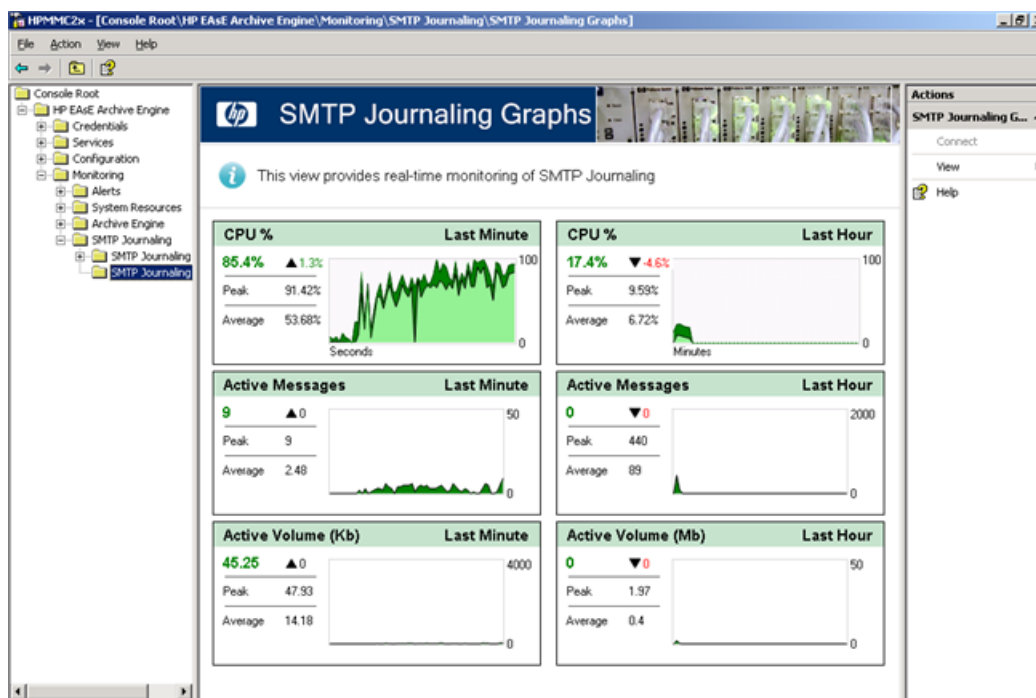 HPMMC2x - [Console Root\HP EAsE Archive Engine\Monitoring\SMTP Journaling\SMTP Journaling Graphs]
File Action View Help
Console Root
HP EAsE Archive Engine
Credentials
Services
Configuration
Monitoring
Alerts
System Resources
Archive Engine
SMTP Journaling
SMTP Journaling
SMTP Journaling
hp
SMTP Journaling Graphs
This view provides real-time monitoring of SMTP Journaling
CPU % Last Minute
85.4% ▲1.3% 100
Peak 91.42%
Average 53.68% 0
Seconds
CPU % Last Hour
17.4% ▼-4.6% 100
Peak 9.59%
Average 6.72% 0
Minutes
Active Messages Last Minute
9 ▲0 50
Peak 9
Average 2.48 0
Active Messages Last Hour
0 ▼0 2000
Peak 440
Average 89 0
Active Volume (Kb) Last Minute
45.25 ▲0 4000
Peak 47.93
Average 14.18 0
Active Volume (Mb) Last Hour
0 ▼0 50
Peak 1.97
Average 0.4 0
Actions
SMTP Journaling G...
Connect
View
Help